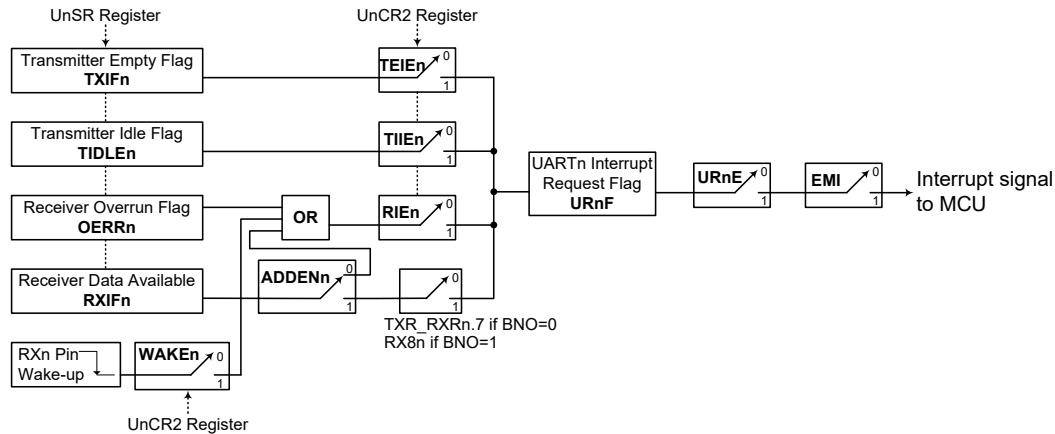 UnSR Register
UnCR2 Register
Transmitter Empty Flag
TXIFn
TEIEn
0
1
Transmitter Idle Flag
TIDLEn
TIIEn
0
1
UARTn Interrupt
Request Flag
URnF
URnE
0
1
EMI
0
1
Interrupt signal
to MCU
Receiver Overrun Flag
OERRn
OR
RIEn
0
1
Receiver Data Available
RXIFn
ADDENn
0
1
0
1
TXR_RXRn.7 if BNO=0
RX8n if BNO=1
RXn Pin
Wake-up
WAKEn
0
1
UnCR2 Register